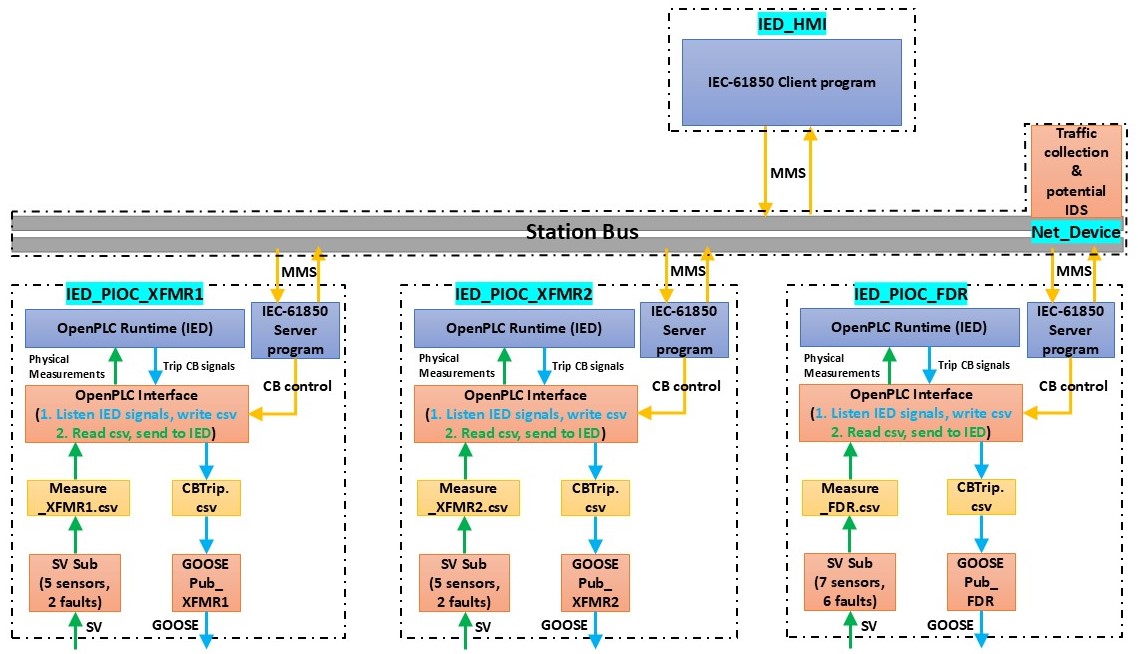 IED_HMI
IEC-61850 Client program
MMS
Traffic
collection
&
potential
IDS
Station Bus
Net_Device
MMS
MMS
MMS
IED_PIOC_XFMR1
OpenPLC Runtime (IED)
IEC-61850
Server
program
Physical
Measurements
Trip CB signals
CB control
OpenPLC Interface
(1. Listen IED signals, write csv
2. Read csv, send to IED)
Measure
_XFMR1.csv
CBTrip.
csv
SV Sub
(5 sensors,
2 faults)
GOOSE
Pub_
XFMR1
SV
GOOSE
IED_PIOC_XFMR2
OpenPLC Runtime (IED)
IEC-61850
Server
program
Physical
Measurements
Trip CB signals
CB control
OpenPLC Interface
(1. Listen IED signals, write csv
2. Read csv, send to IED)
Measure
_XFMR2.csv
CBTrip.
csv
SV Sub
(5 sensors,
2 faults)
GOOSE
Pub_
XFMR2
SV
GOOSE
IED_PIOC_FDR
OpenPLC Runtime (IED)
IEC-61850
Server
program
Physical
Measurements
Trip CB signals
CB control
OpenPLC Interface
(1. Listen IED signals, write csv
2. Read csv, send to IED)
Measure
_FDR.csv
CBTrip.
csv
SV Sub
(7 sensors,
6 faults)
GOOSE
Pub_
FDR
SV
GOOSE